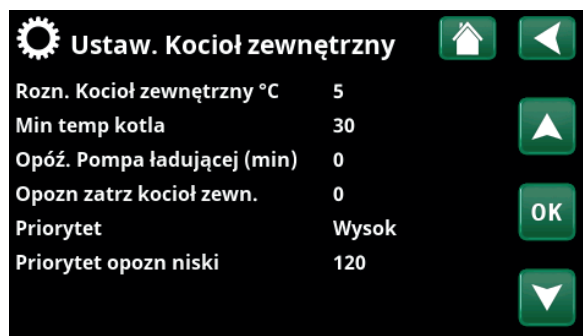 Ustaw. Kocioł zewnętrzny
Rozn. Kocioł zewnętrzny °C 5
Min temp kotla 30
Opóź. Pompa ładującej (min) 0
Opozn zatrz kocioł zewn. 0
OK
Priorytet Wysok
Priorytet opozn niski 120